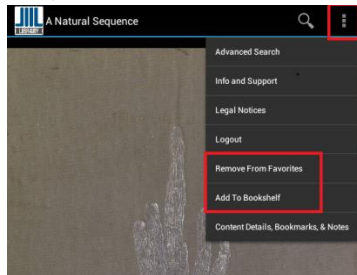 A Natural Sequence
LIBRARY
Advanced Search
Info and Support
Legal Notices
Logout
Remove From Favorites
Add To Bookshelf
Content Details, Bookmarks, & Notes